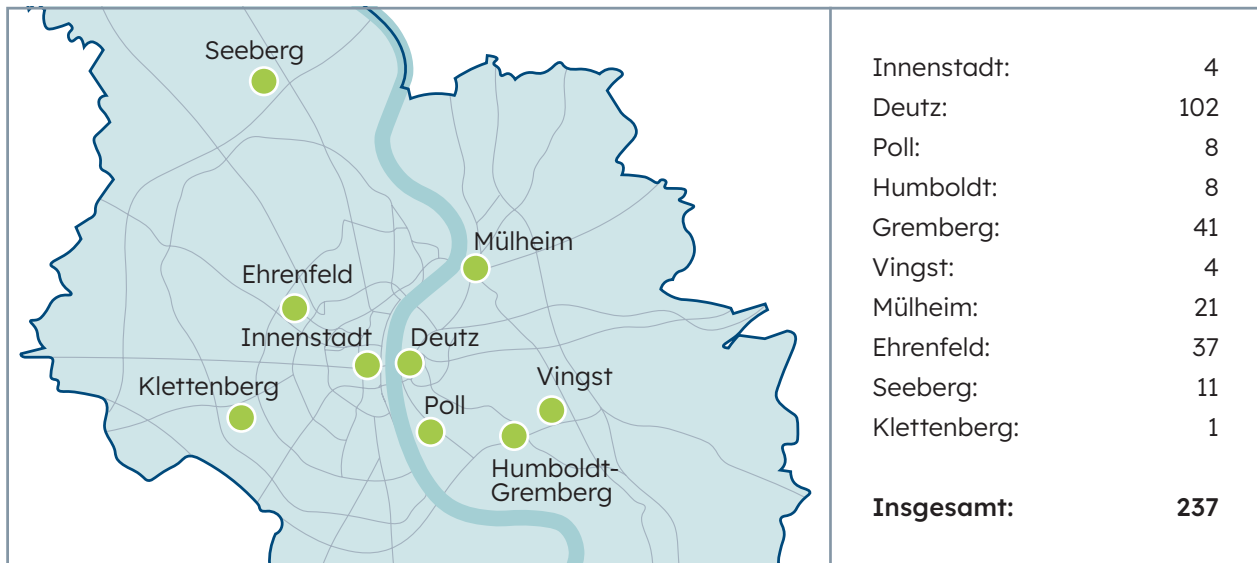 Seeberg
Mülheim
Ehrenfeld
Innenstadt
Deutz
Klettenberg
Vingst
Poll
Humboldt-
Gremberg
Innenstadt: 4
Deutz: 102
Poll: 8
Humboldt: 8
Gremberg: 41
Vingst: 4
Mülheim: 21
Ehrenfeld: 37
Seeberg: 11
Klettenberg: 1
Insgesamt: 237